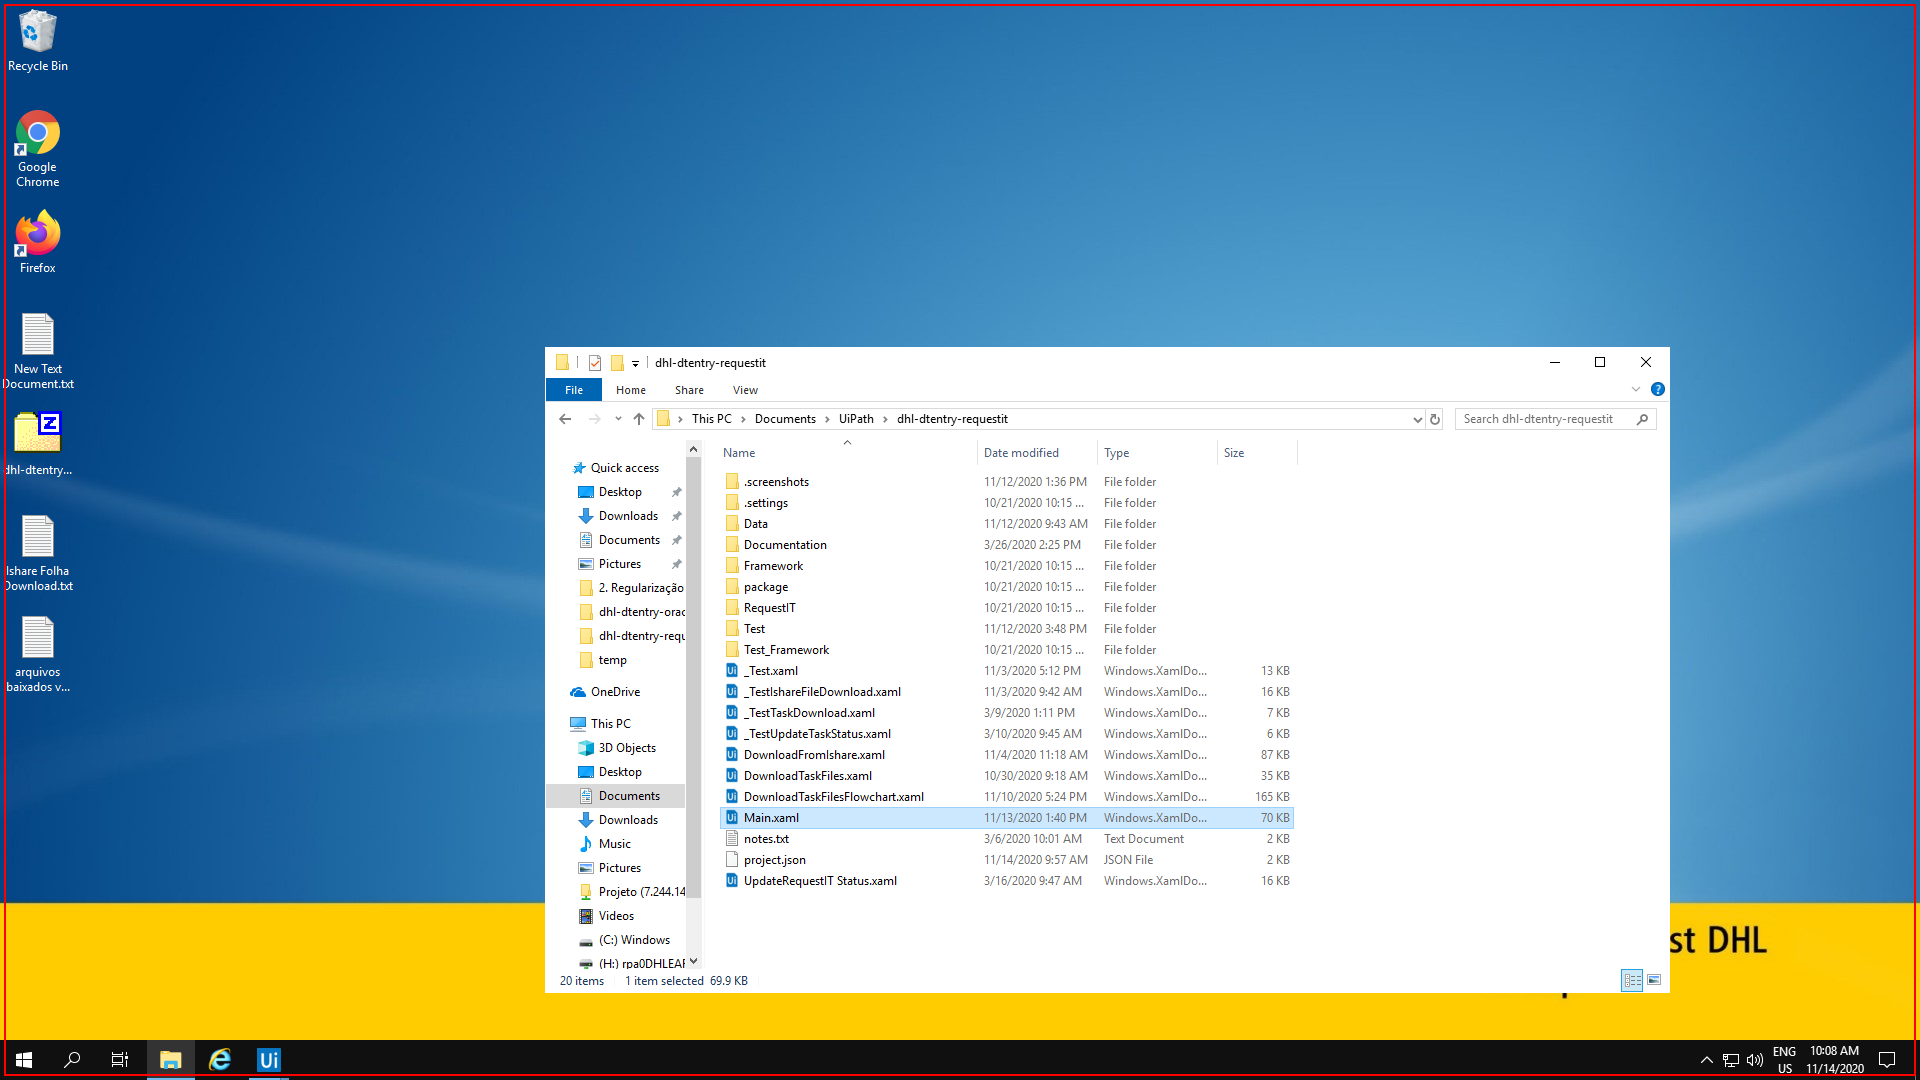 Recycle Bin
Google
Chrome
Firefox
New Text
Document.txt
dhl-dtentry...
Ishare Folha
Download.txt
arquivos
baixados v...
dhl-dtentry-requestit
File Home Share View
This PC Documents UiPath dhl-dtentry-requestit
Search dhl-dtentry-requestit
Quick access
Desktop
Downloads
Documents
Pictures
2. Regularização
dhl-dtentry-orac
dhl-dtentry-requ
temp
OneDrive
This PC
3D Objects
Desktop
Documents
Downloads
Music
Pictures
Projeto (7.244.14
Videos
(C:) Windows
(H:) rpa0DHLEAF
Name Date modified Type Size
.screenshots 11/12/2020 1:36 PM File folder
.settings 10/21/2020 10:15 ... File folder
Data 11/12/2020 9:43 AM File folder
Documentation 3/26/2020 2:25 PM File folder
Framework 10/21/2020 10:15 ... File folder
package 10/21/2020 10:15 ... File folder
RequestIT 10/21/2020 10:15 ... File folder
Test 11/12/2020 3:48 PM File folder
Test_Framework 10/21/2020 10:15 ... File folder
_Test.xaml 11/3/2020 5:12 PM Windows.XamlDo... 13 KB
_TestIshareFileDownload.xaml 11/3/2020 9:42 AM Windows.XamlDo... 16 KB
_TestTaskDownload.xaml 3/9/2020 1:11 PM Windows.XamlDo... 7 KB
_TestUpdateTaskStatus.xaml 3/10/2020 9:45 AM Windows.XamlDo... 6 KB
DownloadFromIshare.xaml 11/4/2020 11:18 AM Windows.XamlDo... 87 KB
DownloadTaskFiles.xaml 10/30/2020 9:18 AM Windows.XamlDo... 35 KB
DownloadTaskFilesFlowchart.xaml 11/10/2020 5:24 PM Windows.XamlDo... 165 KB
Main.xaml 11/13/2020 1:40 PM Windows.XamlDo... 70 KB
notes.txt 3/6/2020 10:01 AM Text Document 2 KB
project.json 11/14/2020 9:57 AM JSON File 2 KB
UpdateRequestIT Status.xaml 3/16/2020 9:47 AM Windows.XamlDo... 16 KB
20 items 1 item selected 69.9 KB
st DHL
Ui
ENG
US
10:08 AM
11/14/2020